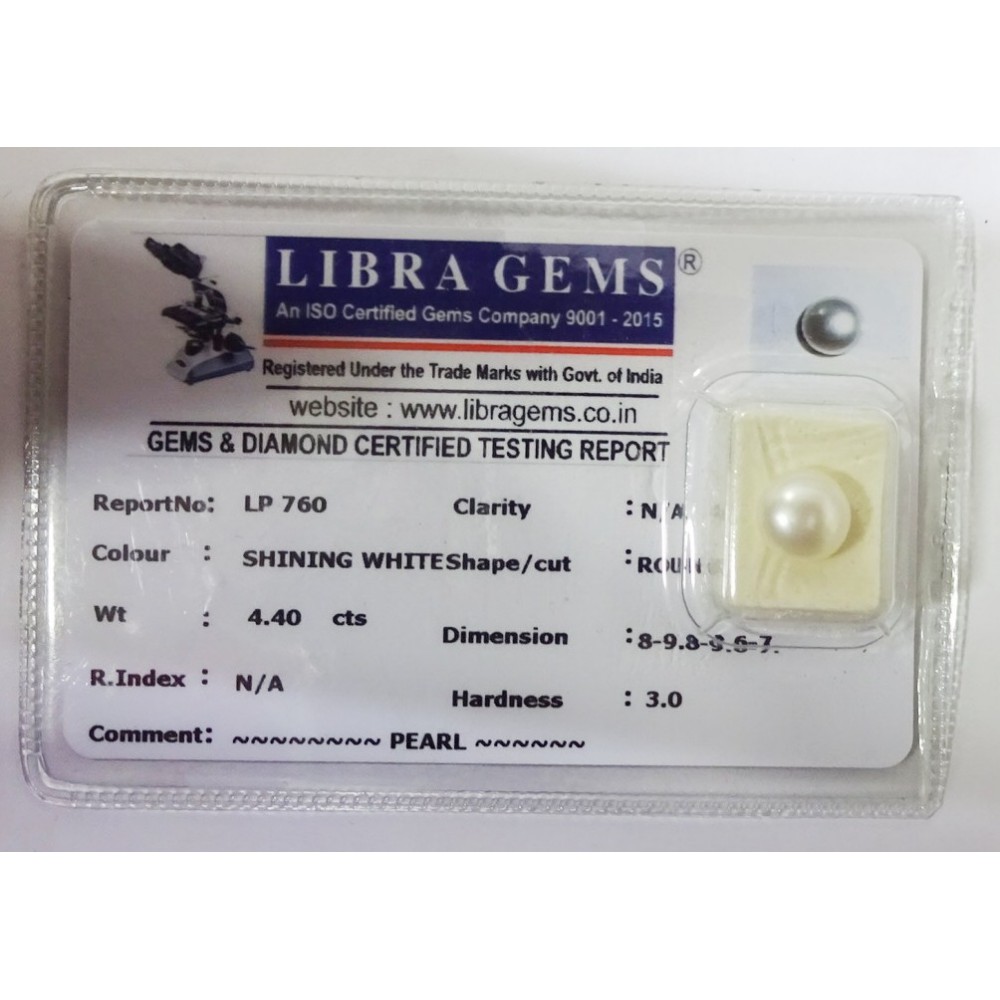 LIBRA GEMS ®
An ISO Certified Gems Company 9001 - 2015
Registered Under the Trade Marks with Govt. of India
website : www.libragems.co.in
GEMS & DIAMOND CERTIFIED TESTING REPORT
ReportNo: LP 760 Clarity : N/A
Colour : SHINING WHITE Shape/cut :
Wt : 4.40 cts Dimension :
R.Index : N/A Hardness : 3.0
Comment: ~~~~~~~~ PEARL ~~~~~~